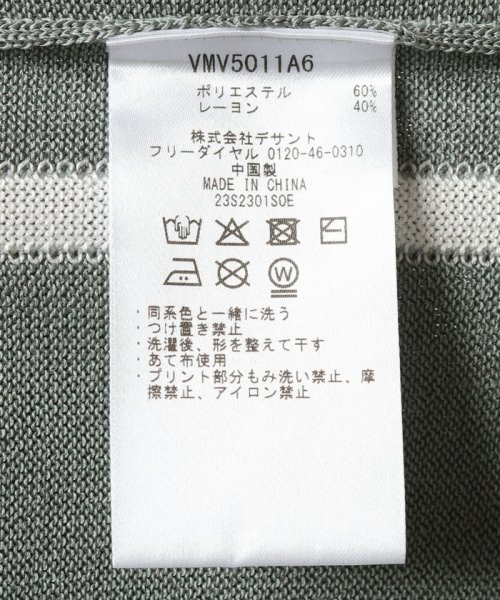 VMV5011A6
ポリエステル 60%
レーヨン 40%
株式会社デサント
フリーダイヤル 0120-46-0310
中国製
MADE IN CHINA
23S2301SOE
W
・同系色と一緒に洗う
・つけ置き禁止
・洗濯後、形を整えて干す
・あて布使用
・プリント部分もみ洗い禁止、摩
擦禁止、アイロン禁止